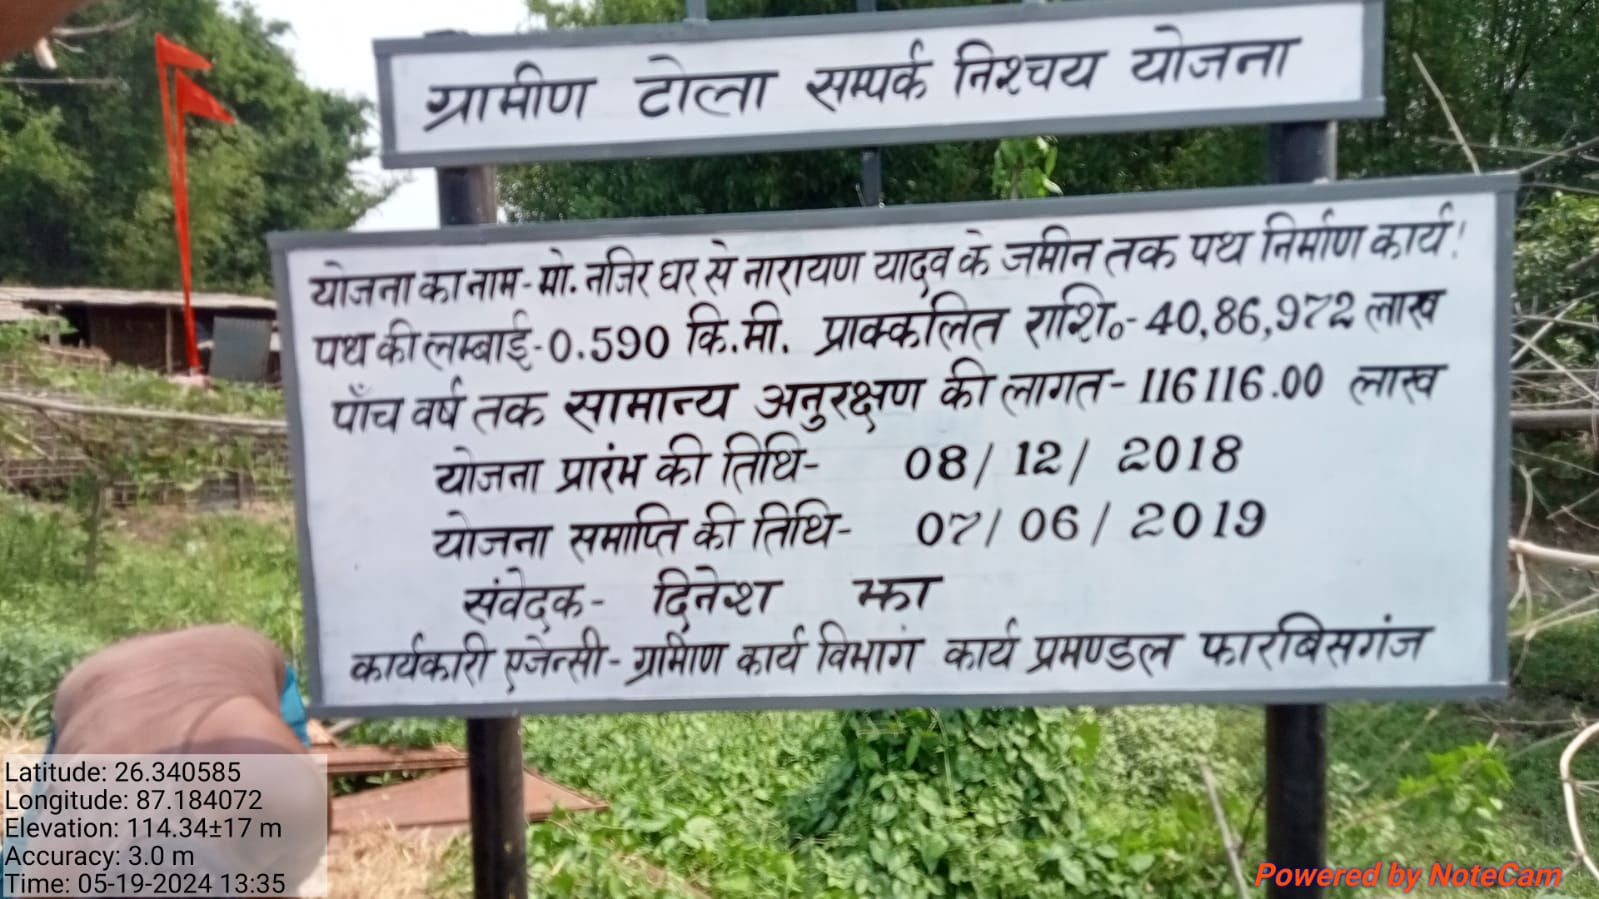 ग्रामीण टोला सम्पर्क निश्चय योजना
योजना का नाम - मो. नजिर घर से नारायण यादव के जमीन तक पथ निर्माण कार्य!
पथ की लम्बाई - 0.590 कि.मी. प्राक्कलित राशि॰ - 40,86,972 लाख
पाँच वर्ष तक सामान्य अनुरक्षण की लागत - 116116.00 लाख
योजना प्रारंभ की तिथि - 08/12/2018
योजना समाप्ति की तिथि - 07/06/2019
संवेदक - दिनेश झा
कार्यकारी एजेन्सी - ग्रामिण कार्य विभाग कार्य प्रमण्डल फारबिसगंज
Latitude: 26.340585
Longitude: 87.184072
Elevation: 114.34±17 m
Accuracy: 3.0 m
Time: 05-19-2024 13:35
Powered by NoteCam